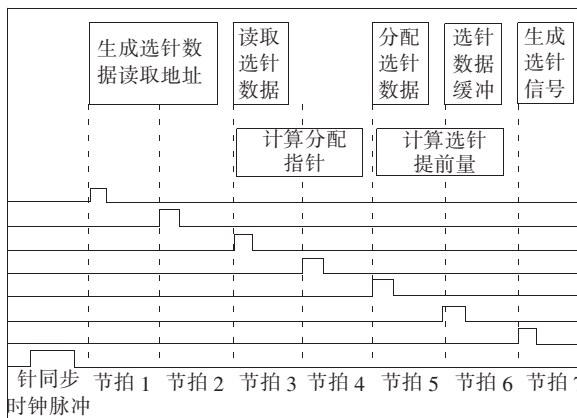 生成选针数
据读取地址
读取
选针
数据
分配
选针
数据
选针
数据
缓冲
生成
选针
信号
计算分配
指针
计算选针
提前量
针同步
时钟脉冲
节拍 1
节拍 2
节拍 3
节拍 4
节拍 5
节拍 6
节拍 7